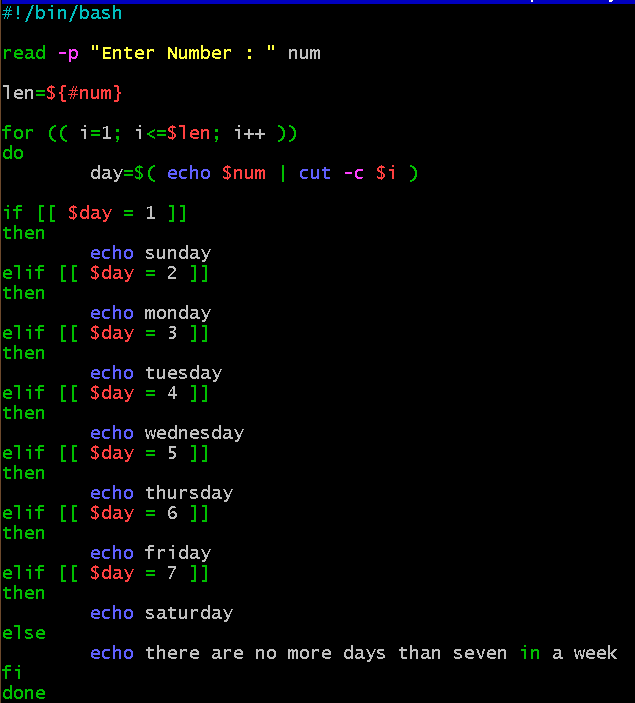 #!/bin/bash
read -p "Enter Number : " num
len=${#num}
for (( i=1; i<=$len; i++ ))
do
day=$( echo $num | cut -c $i )
if [[ $day = 1 ]]
then
echo sunday
elif [[ $day = 2 ]]
then
echo monday
elif [[ $day = 3 ]]
then
echo tuesday
elif [[ $day = 4 ]]
then
echo wednesday
elif [[ $day = 5 ]]
then
echo thursday
elif [[ $day = 6 ]]
then
echo friday
elif [[ $day = 7 ]]
then
echo saturday
else
echo there are no more days than seven in a week
fi
done